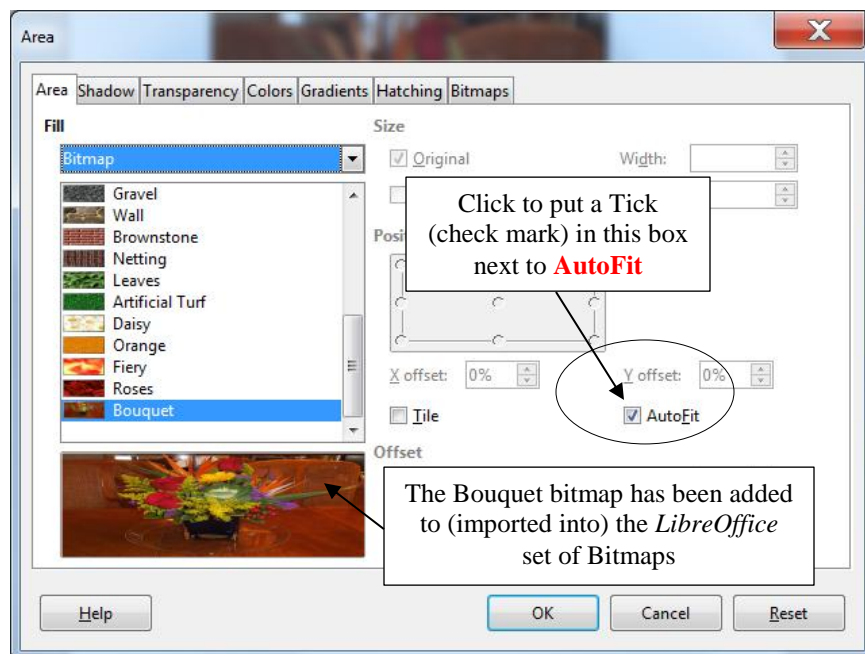 Area
Area Shadow Transparency Colors Gradients Hatching Bitmaps
Fill
Bitmap
Gravel
Wall
Brownstone
Netting
Leaves
Artificial Turf
Daisy
Orange
Fiery
Roses
Bouquet
Size
Original
Width:
Click to put a Tick
(check mark) in this box
next to AutoFit
X offset: 0% Y offset: 0%
Tile AutoFit
Offset
The Bouquet bitmap has been added
to (imported into) the LibreOffice
set of Bitmaps
Help OK Cancel Reset